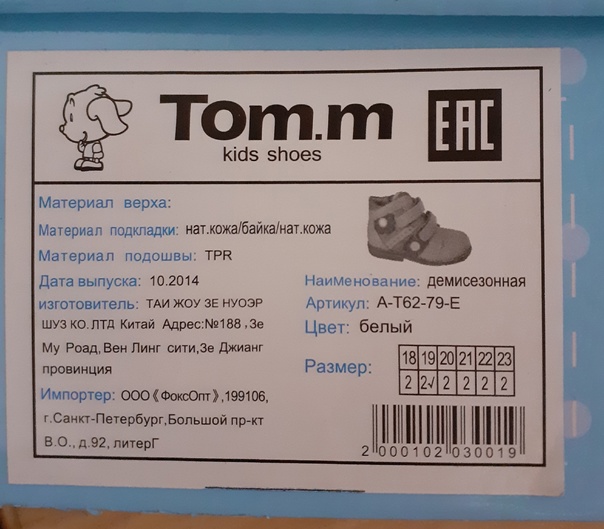 Tom.m
kids shoes
EAC
Материал верха:
Материал подкладки: нат.кожа/байка/нат.кожа
Материал подошвы: TPR
Дата выпуска: 10.2014
изготовитель: ТАИ ЖОУ ЗЕ НУОЭР
ШУЗ КО.ЛТД Китай Адрес:№188,Зе
Му Роад,Вен Линг сити,Зе Джианг
провинция
Импортер: ООО《ФоксОпт》,199106,
г.Санкт-Петербург,Большой пр-кт
В.О., д.92, литерГ
Наименование: демисезонная
Артикул: А-Т62-79-Е
Цвет: белый
Размер:
18 19 20 21 22 23
2 2√ 2 2 2 2
2 000102 030019